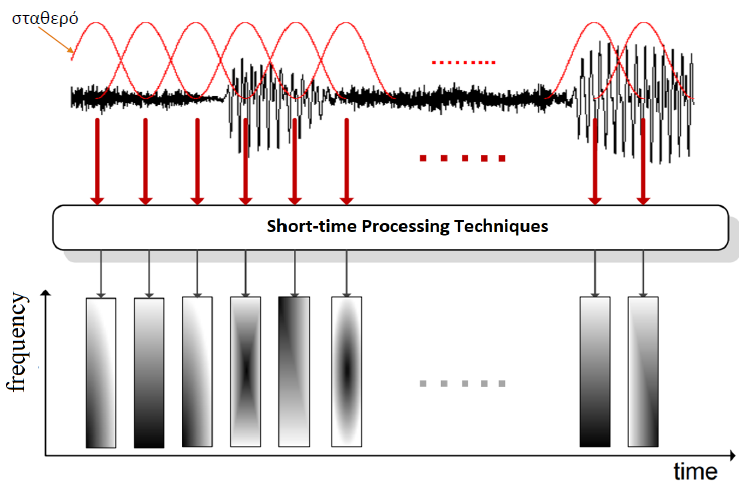 σταθερό
Short-time Processing Techniques
frequency
time